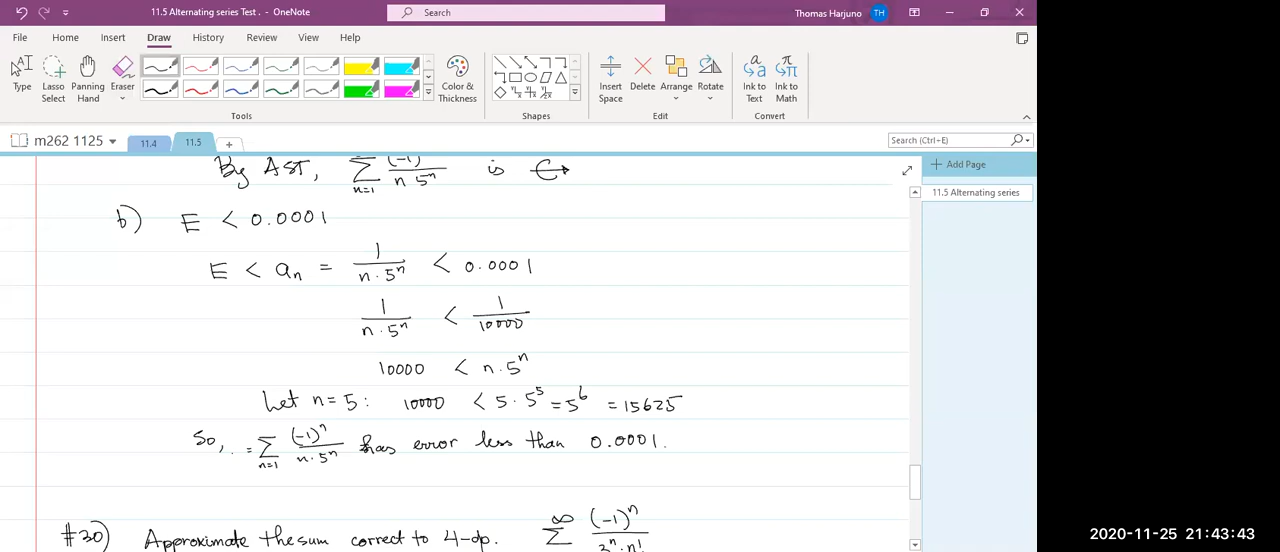 11.5 Alternating series Test . - OneNote
Search
Thomas Harjuno TH
File Home Insert Draw History Review View Help
Type Lasso Select Panning Hand Eraser Color & Thickness Insert Space Delete Arrange Rotate Ink to Text Ink to Math
Tools Shapes Edit Convert
m262 1125 11.4 11.5 + Search (Ctrl+E)
+ Add Page
11.5 Alternating series
By AST, ∑ n=1 (-1) / n 5ⁿ is
b) E < 0.0001
E < aₙ = 1 / n·5ⁿ < 0.0001
1 / n·5ⁿ < 1 / 10000
10000 < n·5ⁿ
Let n=5: 10000 < 5·5⁵ = 5⁶ = 15625
So, = ∑ n=1 (-1)ⁿ / n·5ⁿ has error less than 0.0001.
#30) Approximate the sum correct to 4-dp. ∞ ∑ (-1)ⁿ / 3ⁿ·n!
2020-11-25 21:43:43